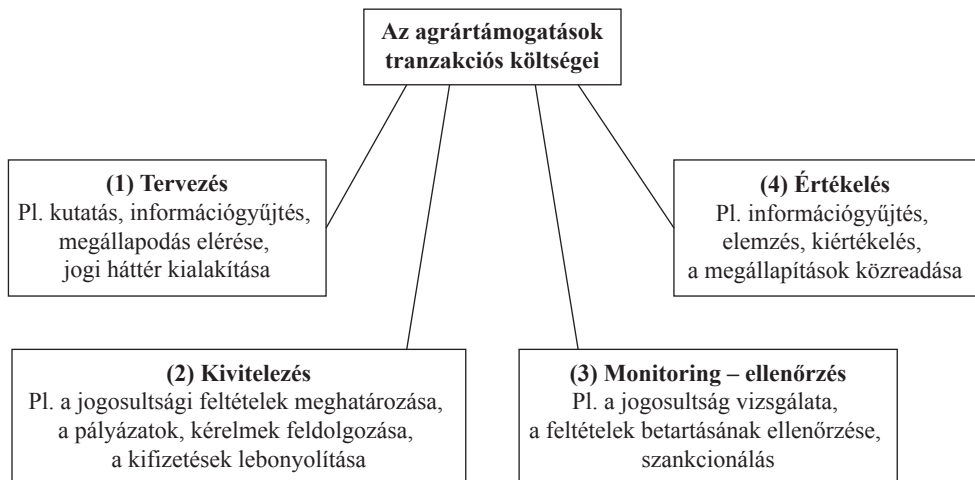 Az agrártámogatások
tranzakciós költségei
(1) Tervezés
Pl. kutatás, információgyűjtés,
megállapodás elérése,
jogi háttér kialakítása
(4) Értékelés
Pl. információgyűjtés,
elemzés, kiértékelés,
a megállapítások közreadása
(2) Kivitelezés
Pl. a jogosultsági feltételek meghatározása,
a pályázatok, kérelmek feldolgozása,
a kifizetések lebonyolítása
(3) Monitoring – ellenőrzés
Pl. a jogosultság vizsgálata,
a feltételek betartásának ellenőrzése,
szankcionálás